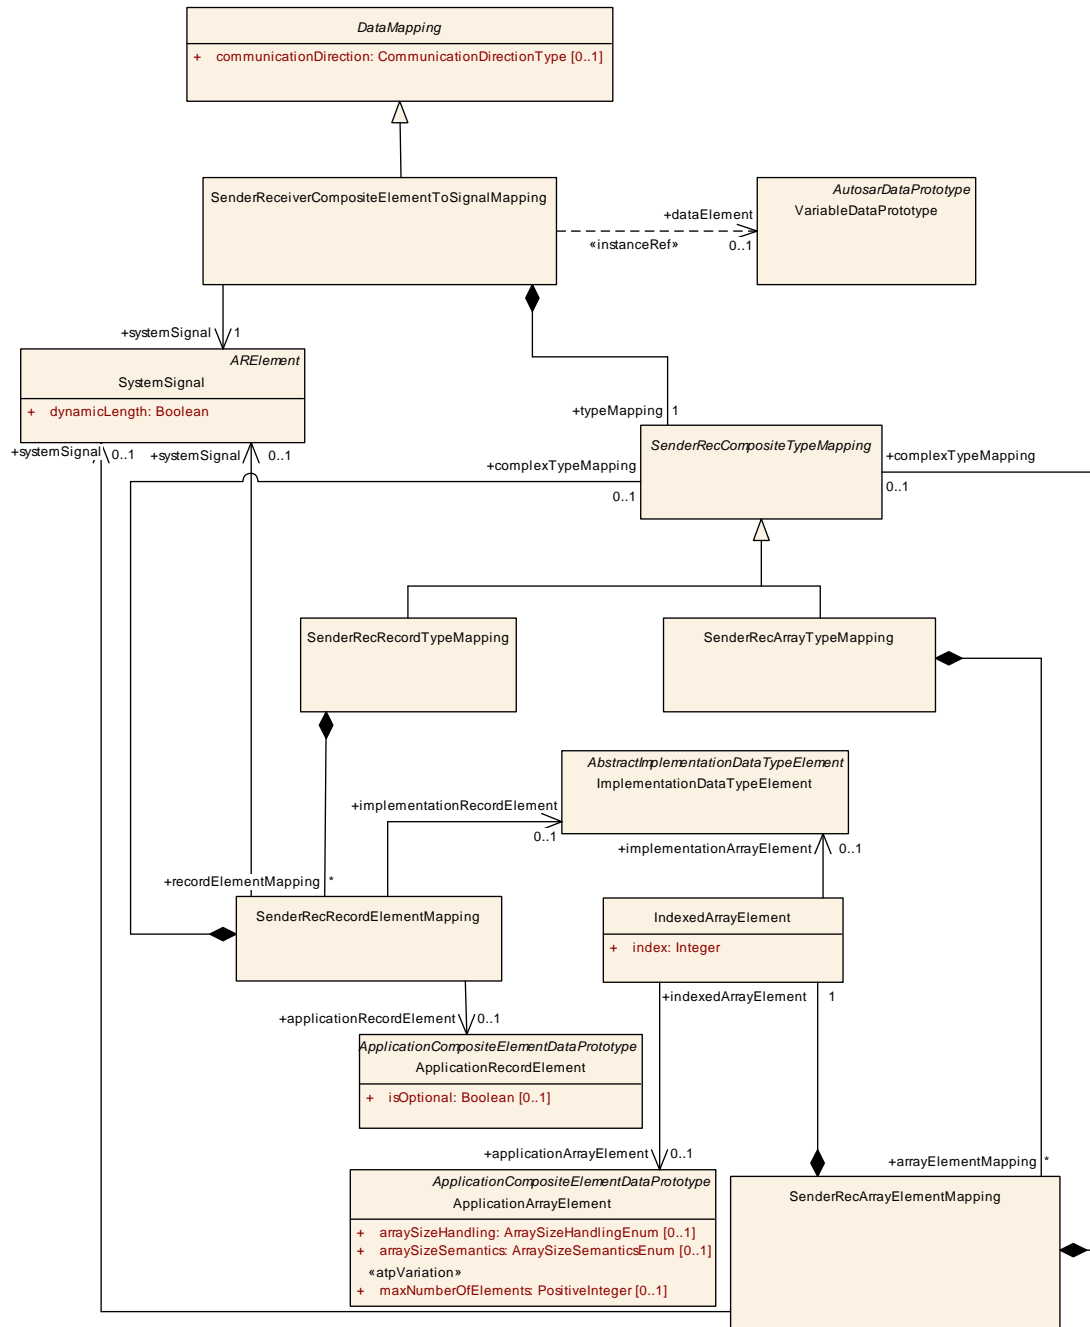 DataMapping
+ communicationDirection: CommunicationDirectionType [0..1]
SenderReceiverCompositeElementToSignalMapping
AutosarDataPrototype
VariableDataPrototype
+dataElement
«instanceRef»
0..1
+systemSignal
1
ARElement
SystemSignal
+ dynamicLength: Boolean
+typeMapping
1
+systemSignal
0..1
+systemSignal
0..1
SenderRecCompositeTypeMapping
+complexTypeMapping
0..1
+complexTypeMapping
0..1
SenderRecRecordTypeMapping
SenderRecArrayTypeMapping
AbstractImplementationDataTypeElement
ImplementationDataTypeElement
+implementationRecordElement
0..1
+implementationArrayElement
0..1
+recordElementMapping
*
SenderRecRecordElementMapping
IndexedArrayElement
+ index: Integer
+indexedArrayElement
1
+applicationRecordElement
0..1
ApplicationCompositeElementDataPrototype
ApplicationRecordElement
+ isOptional: Boolean [0..1]
+applicationArrayElement
0..1
+arrayElementMapping
*
ApplicationCompositeElementDataPrototype
ApplicationArrayElement
+ arraySizeHandling: ArraySizeHandlingEnum [0..1]
+ arraySizeSemantics: ArraySizeSemanticsEnum [0..1]
«atpVariation»
+ maxNumberOfElements: PositiveInteger [0..1]
SenderRecArrayElementMapping